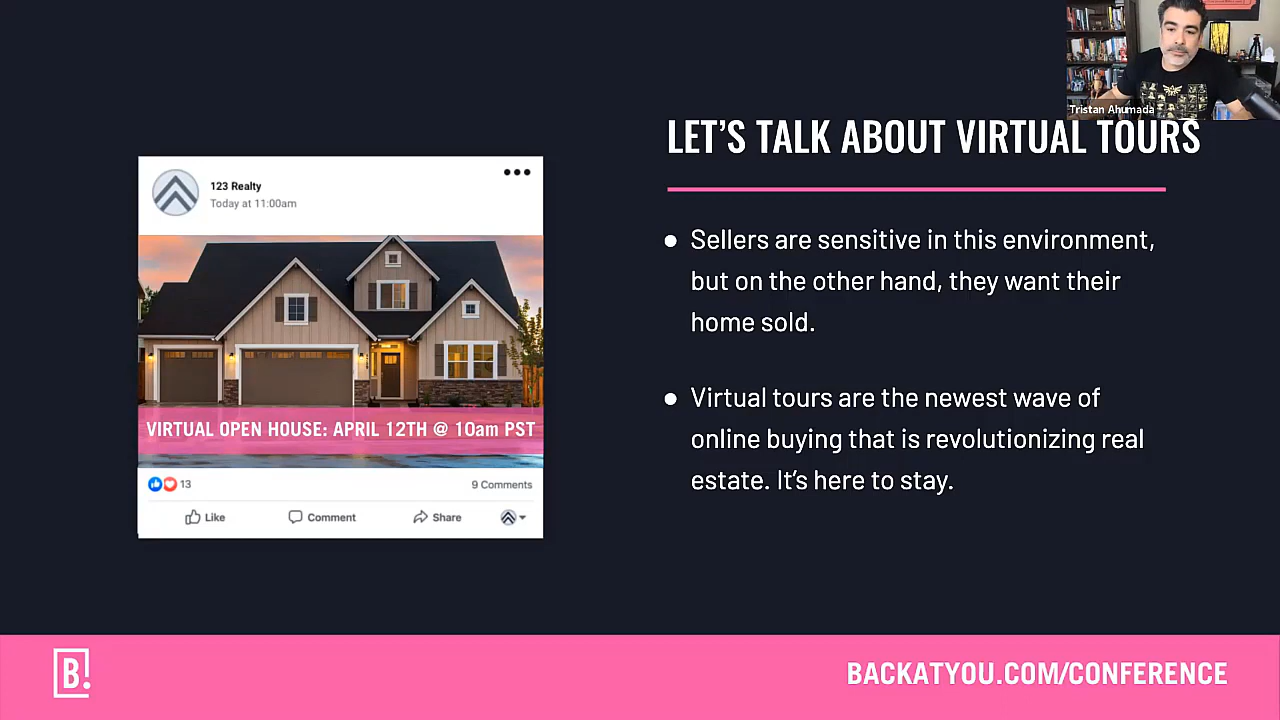 Tristan Ahumada
LET'S TALK ABOUT VIRTUAL TOURS
123 Realty
Today at 11:00am
VIRTUAL OPEN HOUSE: APRIL 12TH @ 10am PST
13
9 Comments
Like
Comment
Share
● Sellers are sensitive in this environment,
but on the other hand, they want their
home sold.
● Virtual tours are the newest wave of
online buying that is revolutionizing real
estate. It's here to stay.
B!
BACKATYOU.COM/CONFERENCE